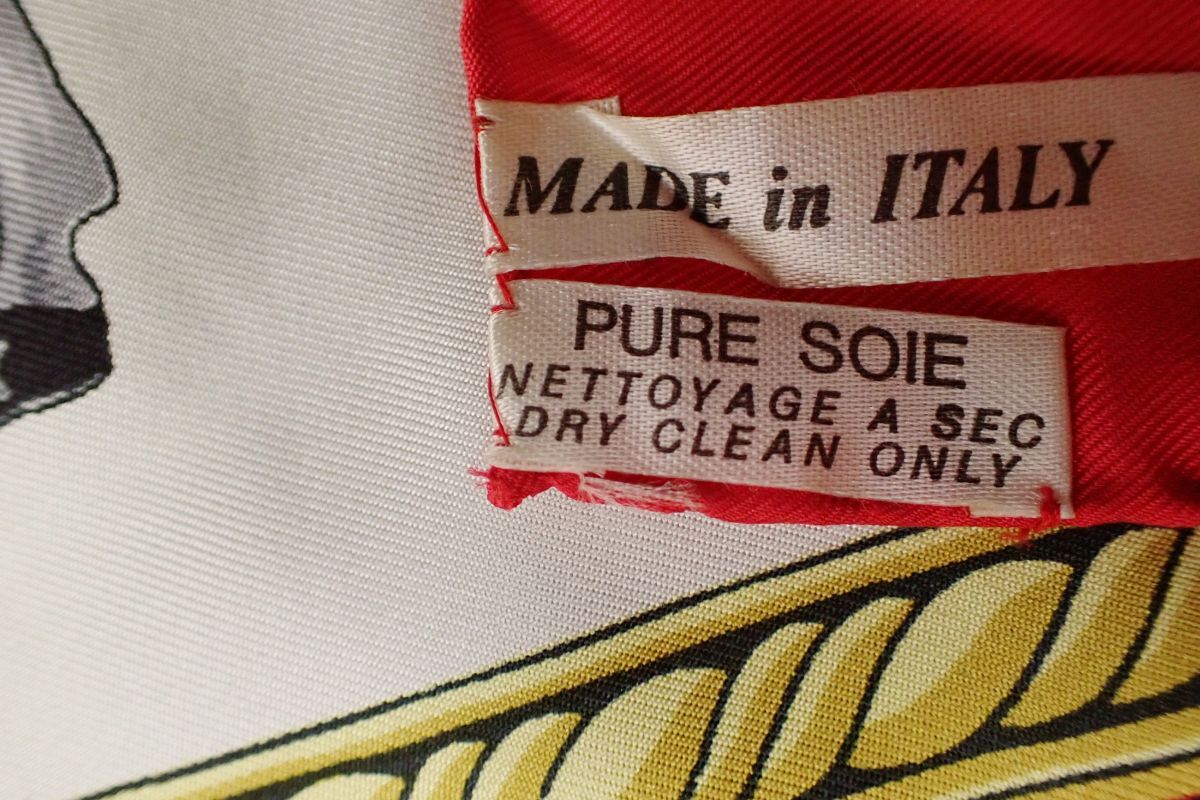 MADE in ITALY
PURE SOIE
NETTOYAGE A SEC
DRY CLEAN ONLY